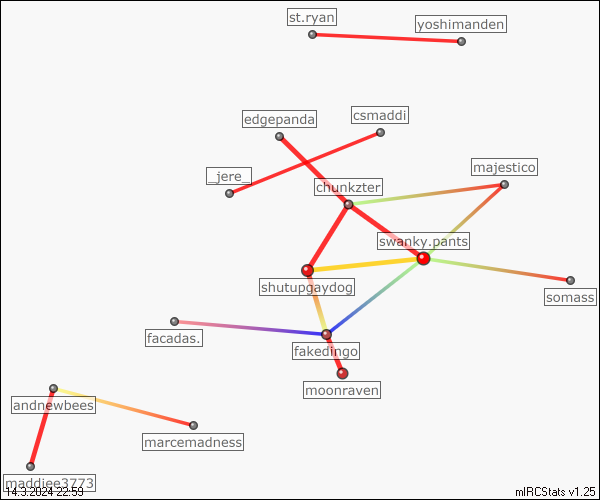 st.ryan
yoshimanden
edgepanda
csmaddi
_jere_
chunkzter
majestico
swanky.pants
shutupgaydog
somass
facadas.
fakedingo
moonraven
andnewbees
marcemadness
maddiee3773
14.3.2024 22:59
mIRCStats v1.25